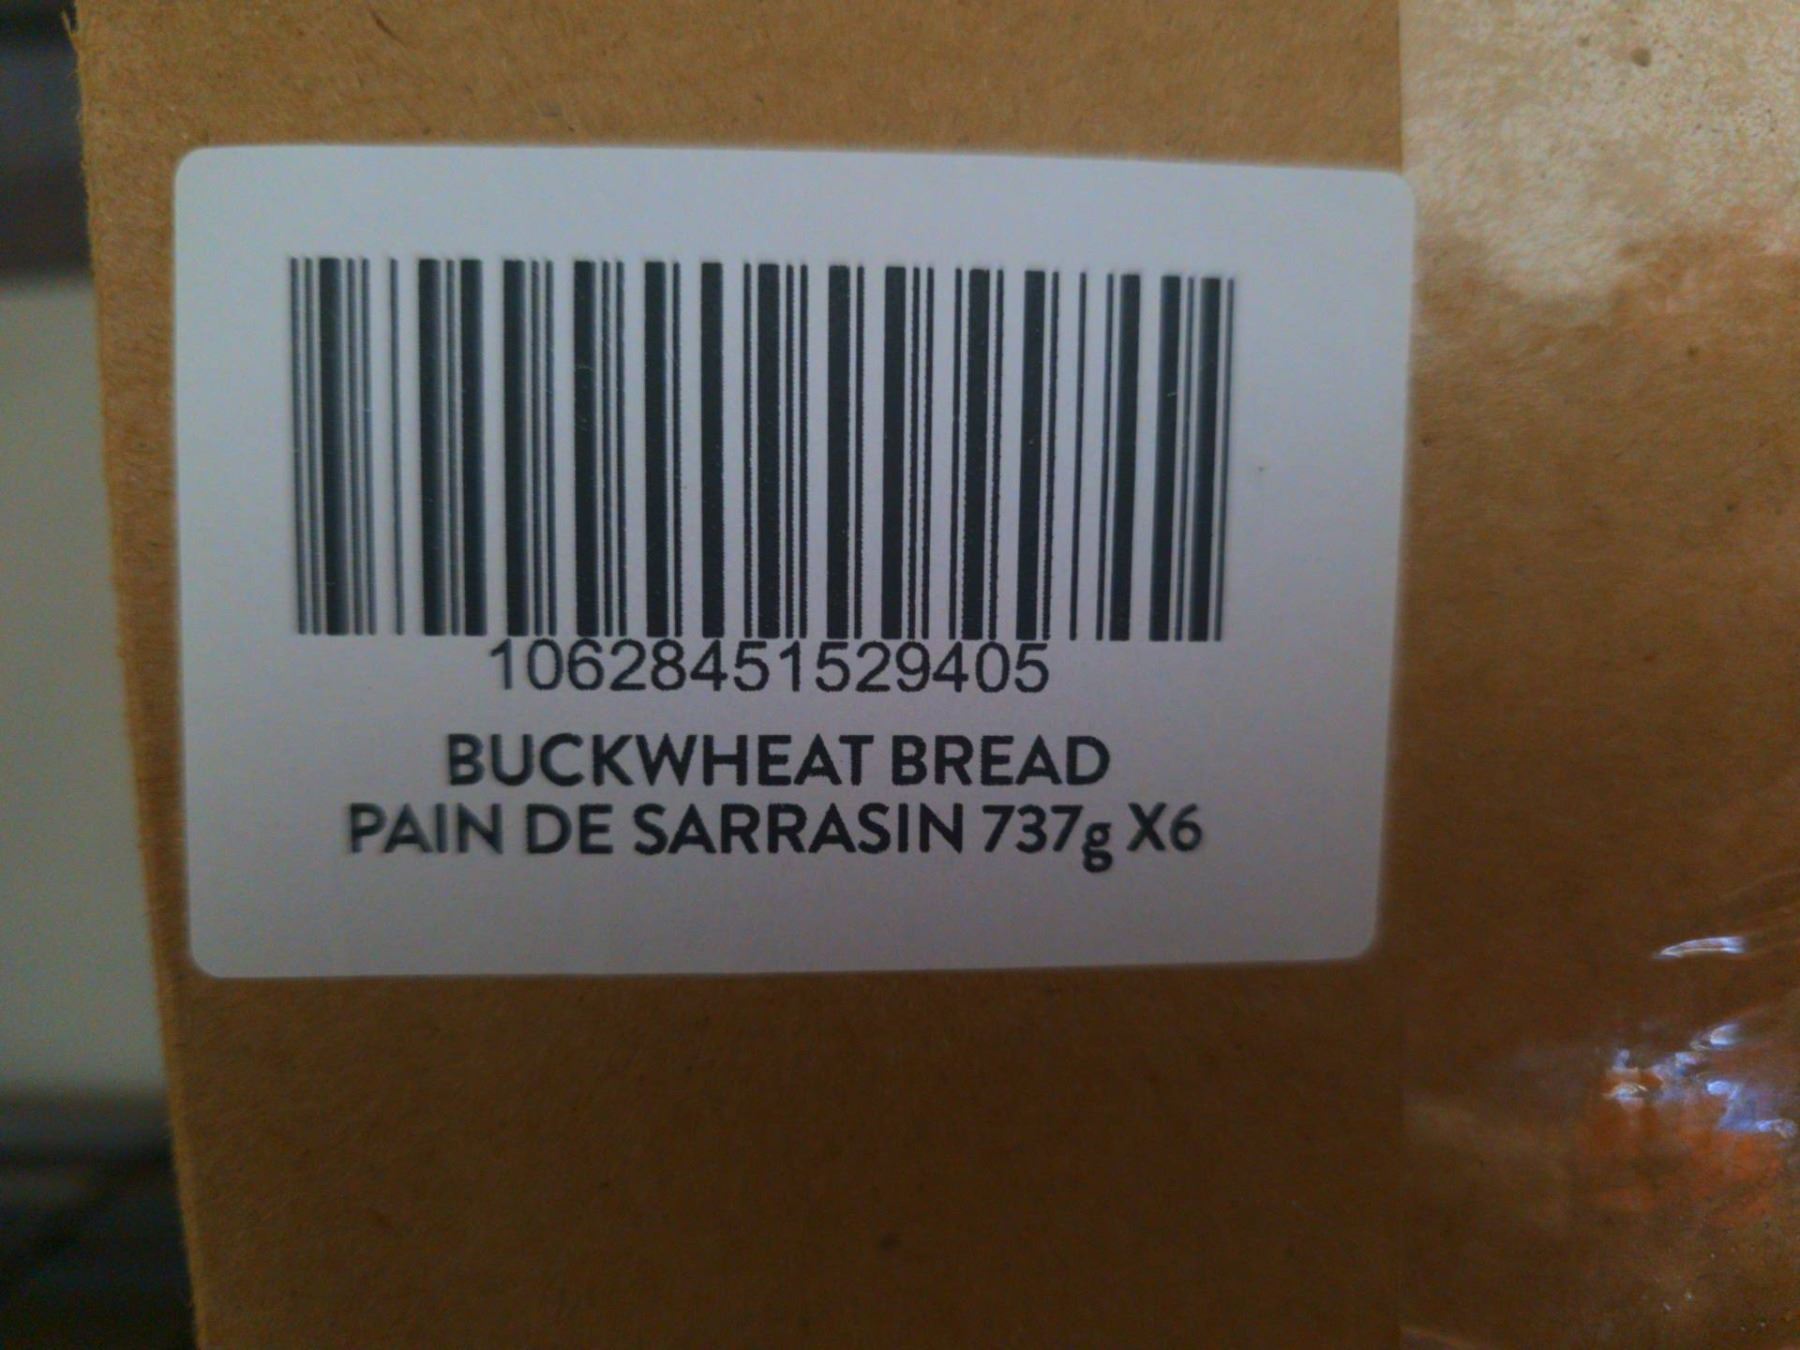 10628451529405
BUCKWHEAT BREAD
PAIN DE SARRASIN 737g X6